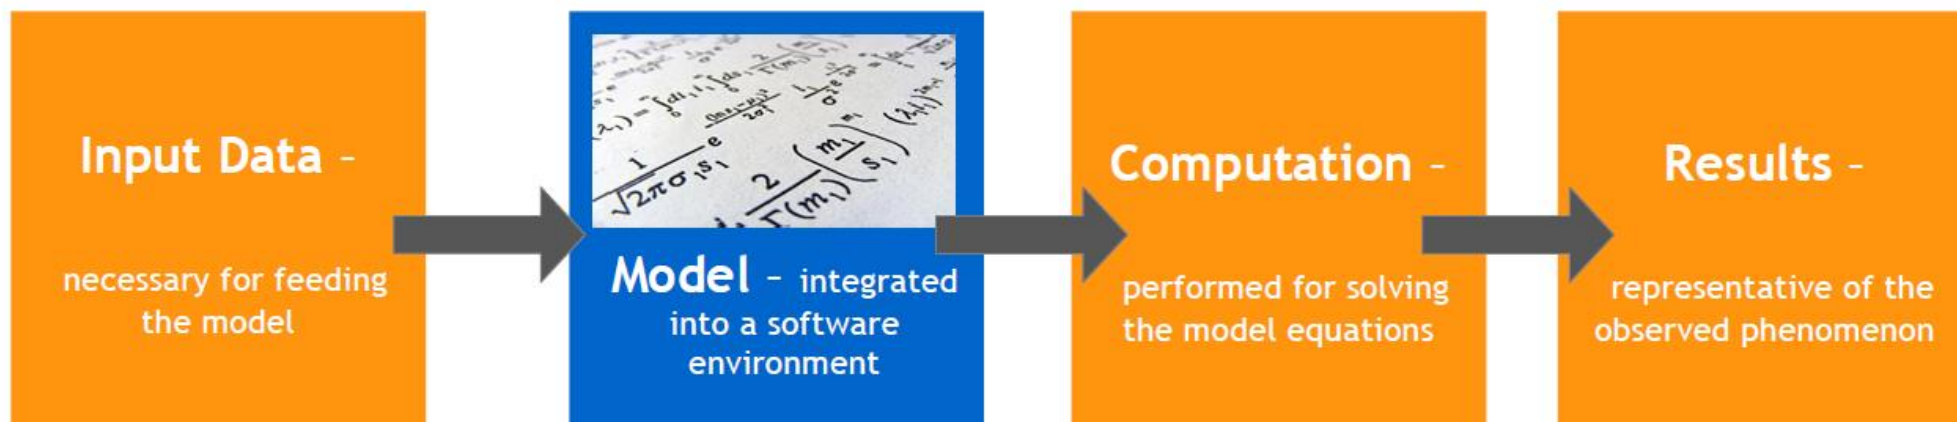 Input Data –
necessary for feeding
the model
Model – integrated
into a software
environment
Computation –
performed for solving
the model equations
Results –
representative of the
observed phenomenon